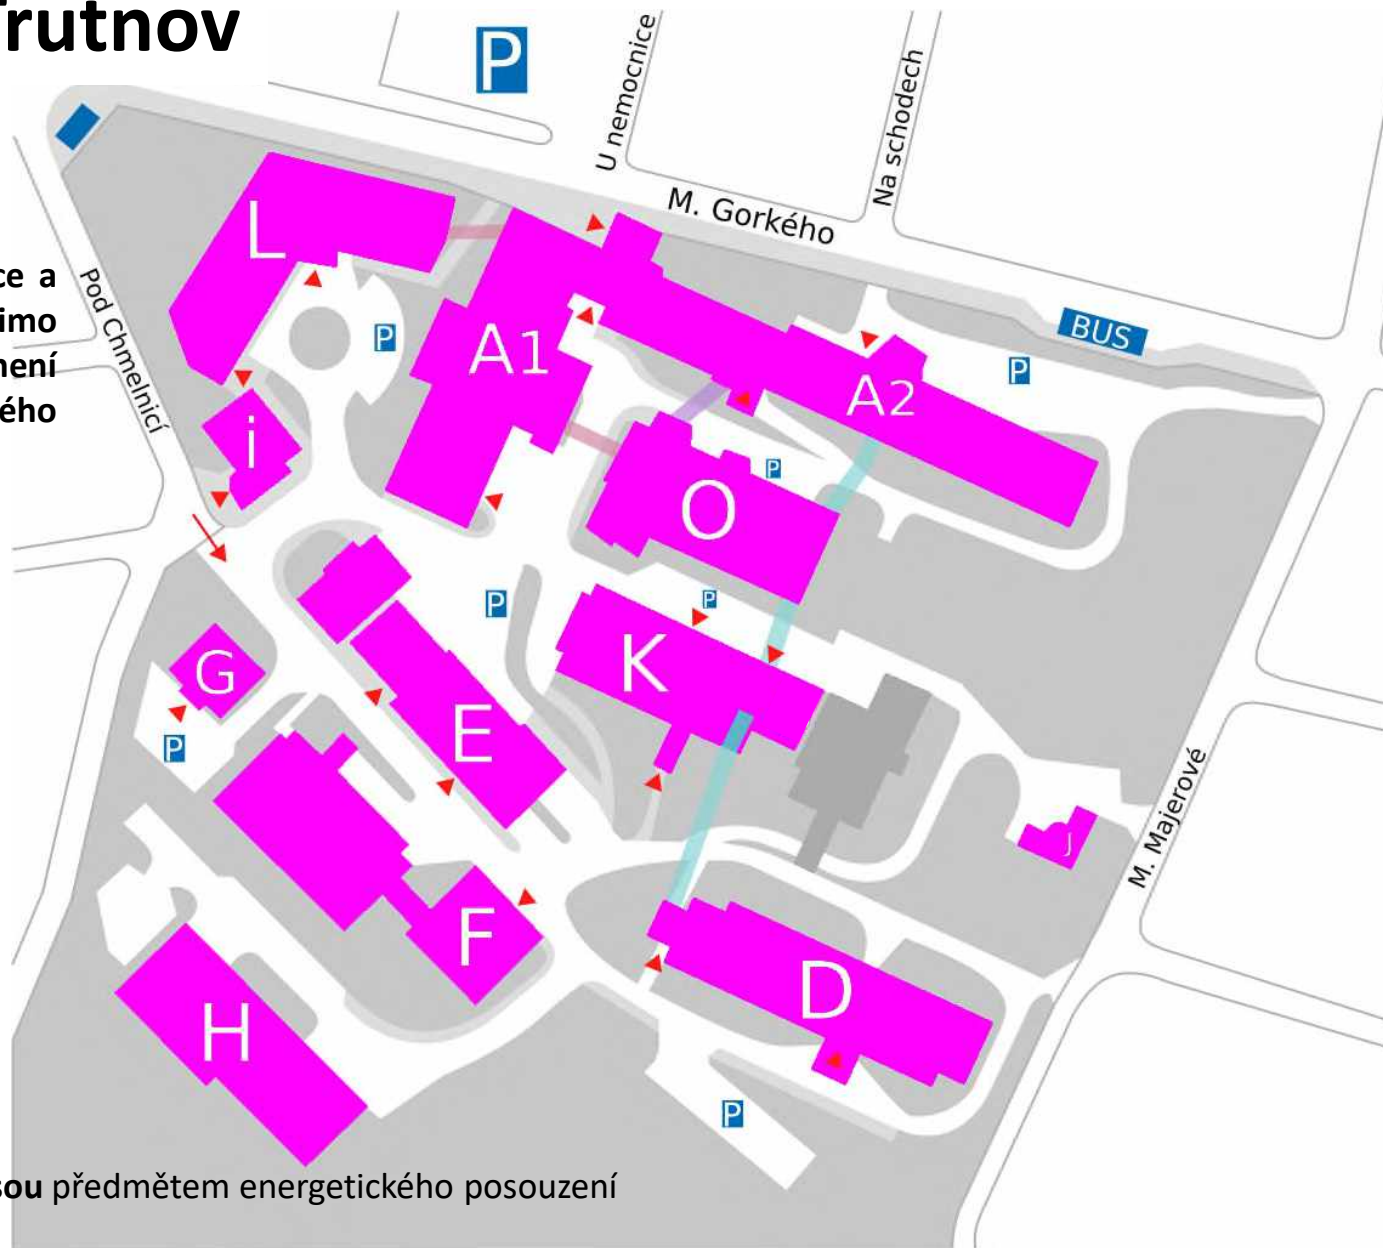 rutnov
P
U nemocnice
Na schodech
M. Gorkého
L
ce a
imo
není
ého
Pod Chmelnicí
P
A1
BUS
P
A2
i
P
O
P
P
K
G
P
E
M. Majerové
J
F
D
H
P
sou předmětem energetického posouzení